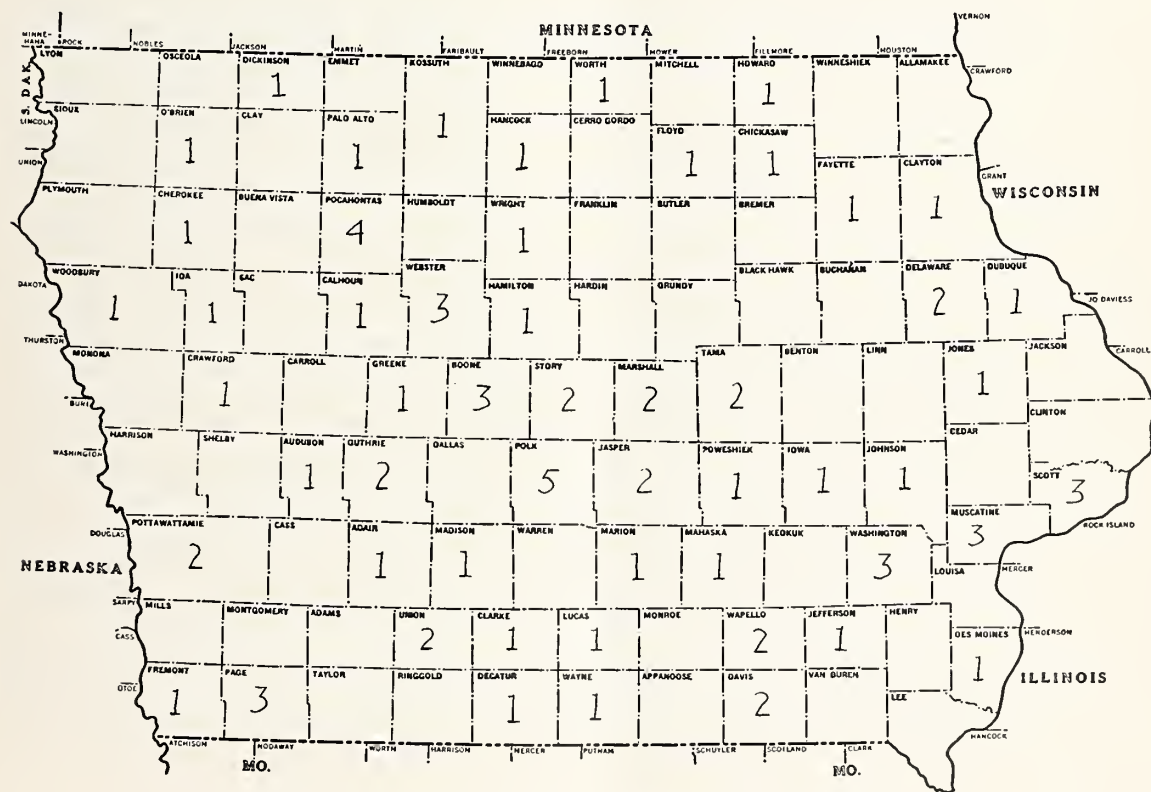 MINNESOTA
VERNON
MINNE-
HAHA ROCK NOBLES JACKSON MARTIN FARIBAULT FREEBORN MOWER FILLMORE HOUSTON
LYON OSCEOLA DICKINSON EMMET KOSSUTH WINNEBAGO WORTH MITCHELL HOWARD WINNESHIEK ALLAMAKEE CRAWFORD
1 1 1
S. DAK.
SIOUX O'BRIEN CLAY PALO ALTO HANCOCK CERRO GORDO FLOYD CHICKASAW
LINCOLN
1 1 1 1 1 1
UNION
FAYETTE CLAYTON GRANT
WISCONSIN
PLYMOUTH CHEROKEE BUENA VISTA POCAHONTAS HUMBOLDT WRIGHT FRANKLIN BUTLER BREMER
1 4 1 1 1
WOODBURY IDA SAC CALHOUN WEBSTER HAMILTON HARDIN GRUNDY BLACK HAWK BUCHANAN DELAWARE DUBUQUE
DAKOTA
1 1 1 3 1 2 1
JO DAVIESS
THURSTON
MONONA CRAWFORD CARROLL GREENE BOONE STORY MARSHALL TAMA BENTON LINN JONES JACKSON CARROLL
1 1 3 2 2 2 1
BURT
CLINTON
HARRISON SHELBY AUDUBON GUTHRIE DALLAS POLK JASPER POWESHIEK IOWA JOHNSON CEDAR
WASHINGTON
SCOTT
1 2 5 2 1 1 1 3
POTTAWATTAMIE CASS ADAIR MADISON WARREN MARION MAHASKA KEOKUK WASHINGTON MUSCATINE ROCK ISLAND
DOUGLAS
2 1 1 1 1 3 3
NEBRASKA
LOUISA MERCER
SARPY MILLS MONTGOMERY ADAMS UNION CLARKE LUCAS MONROE WAPELLO JEFFERSON HENRY
CASS
DES MOINES HENDERSON
2 1 1 2 1 1
FREMONT PAGE TAYLOR RINGGOLD DECATUR WAYNE APPANOOSE DAVIS VAN BUREN LEE
ILLINOIS
OTOE
1 3 1 1 2
ATCHISON NODAWAY WORTH HARRISON MERCER PUTNAM SCHUYLER SCOTLAND CLARK HANCOCK
MO. MO.